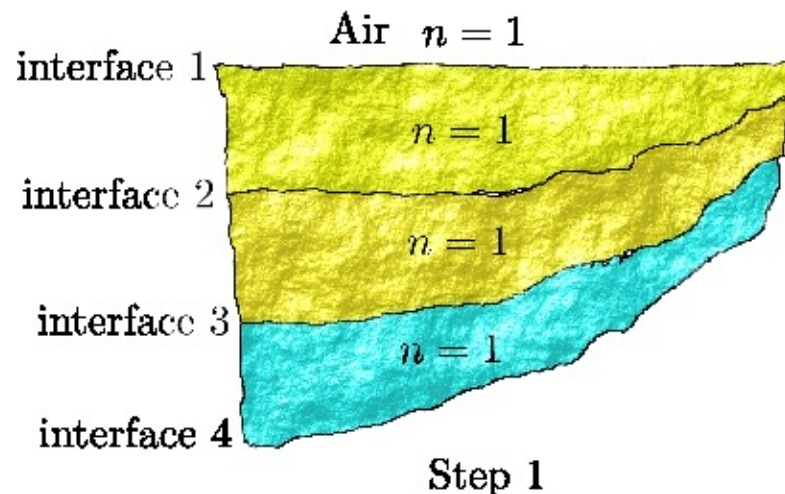 Air n = 1
interface 1
n = 1
interface 2
n = 1
interface 3
n = 1
interface 4
Step 1